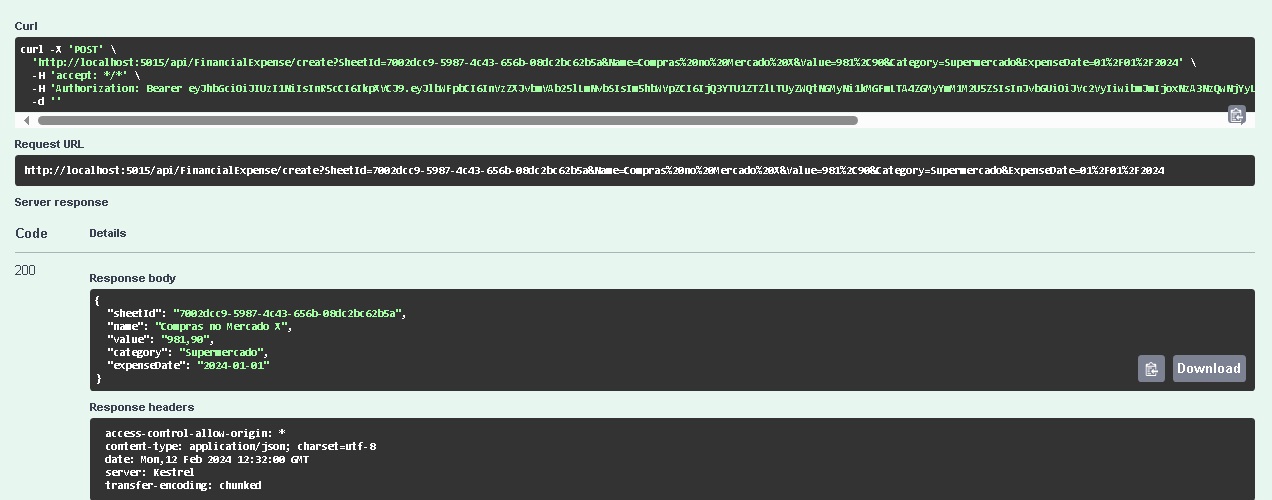 Curl
curl -X 'POST' \
'http://localhost:5015/api/FinancialExpense/create?SheetId=7002dcc9-5987-4c43-656b-08dc2bc62b5a&Name=Compras%20no%20Mercado%20X&Value=981%2C90&Category=Supermercado&ExpenseDate=01%2F01%2F2024' \
-H 'accept: */*' \
-H 'Authorization: Bearer
-d ''
Request URL
http://localhost:5015/api/FinancialExpense/create?SheetId=7002dcc9-5987-4c43-656b-08dc2bc62b5a&Name=Compras%20no%20Mercado%20X&Value=981%2C90&Category=Supermercado&ExpenseDate=01%2F01%2F2024
Server response
Code Details
200
Response body
{
"sheetId": "7002dcc9-5987-4c43-656b-08dc2bc62b5a",
"name": "Compras no Mercado X",
"value": "981,90",
"category": "Supermercado",
"expenseDate": "2024-01-01"
}
Download
Response headers
access-control-allow-origin: *
content-type: application/json; charset=utf-8
date: Mon,12 Feb 2024 12:32:00 GMT
server: Kestrel
transfer-encoding: chunked